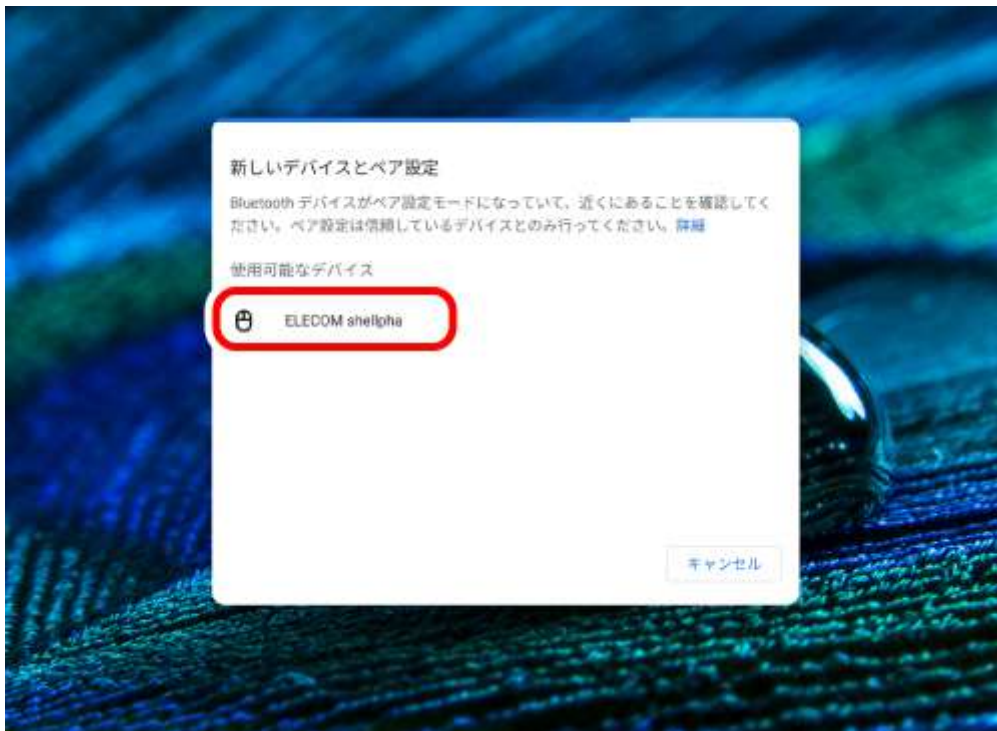 新しいデバイスとペア設定
Bluetooth デバイスがペア設定モードになっていて、近くにあることを確認してく
ださい。ペア設定は信頼しているデバイスとのみ行ってください。詳細
使用可能なデバイス
ELECOM shellpha
キャンセル